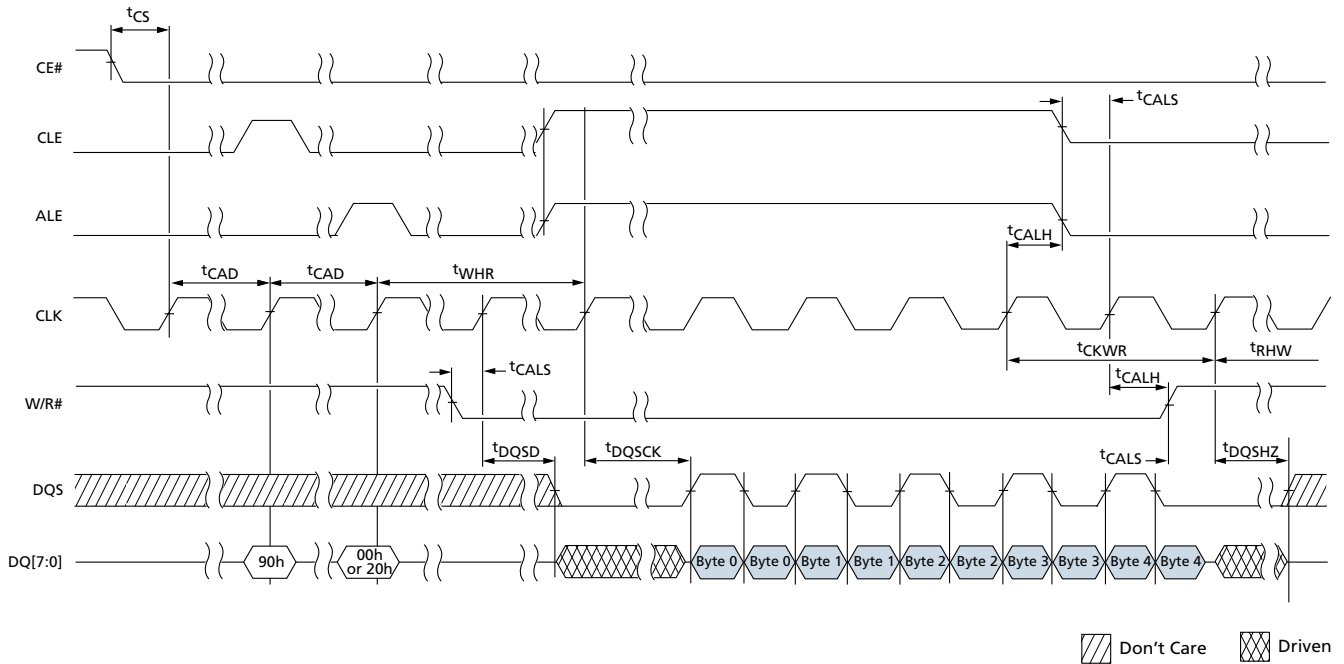 tCS
CE#
tCALS
CLE
ALE
tCALH
tCAD
tCAD
tWHR
CLK
tCKWR
tRHW
tCALS
tCALH
W/R#
tDQSD
tDQSCK
tCALS
tDQSHZ
DQS
DQ[7:0]
90h
00h
or 20h
Byte 0
Byte 0
Byte 1
Byte 1
Byte 2
Byte 2
Byte 3
Byte 3
Byte 4
Byte 4
Don't Care
Driven